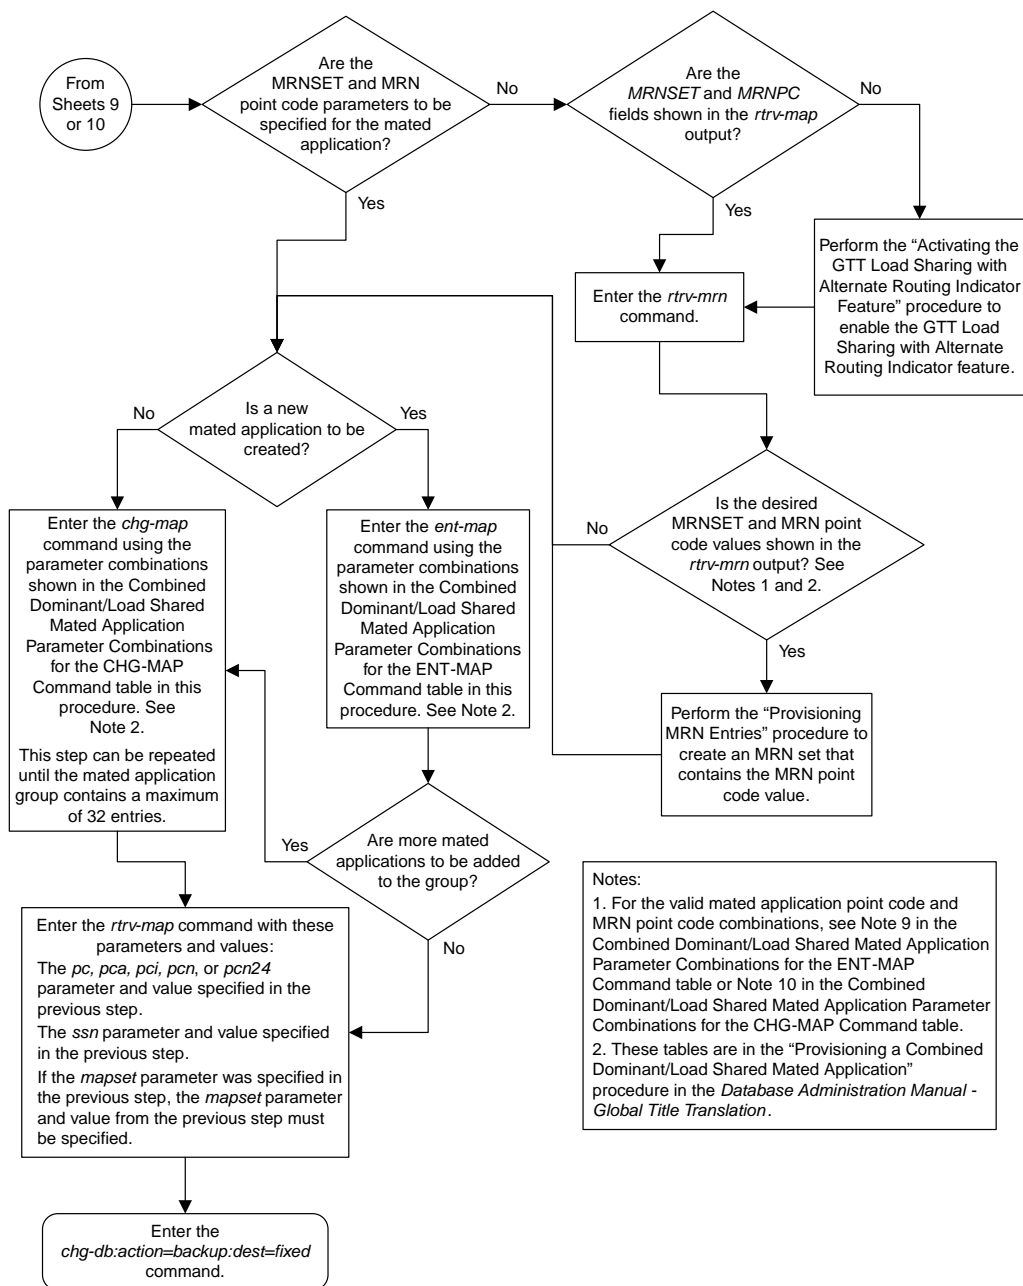 From
Sheets 9
or 10
Are the
MRNSET and MRN
point code parameters to be
specified for the mated
application?
No
Yes
Are the
MRNSET and MRNPC
fields shown in the rtrv-map
output?
No
Yes
Perform the “Activating the
GTT Load Sharing with
Alternate Routing Indicator
Feature” procedure to
enable the GTT Load
Sharing with Alternate
Routing Indicator feature.
Enter the rtrv-mrn
command.
Is a new
mated application to be
created?
No
Yes
Is the desired
MRNSET and MRN point
code values shown in the
rtrv-mrn output? See
Notes 1 and 2.
No
Yes
Enter the chg-map
command using the
parameter combinations
shown in the Combined
Dominant/Load Shared
Mated Application
Parameter Combinations
for the CHG-MAP
Command table in this
procedure. See
Note 2.
This step can be repeated
until the mated application
group contains a maximum
of 32 entries.
Enter the ent-map
command using the
parameter combinations
shown in the Combined
Dominant/Load Shared
Mated Application
Parameter Combinations
for the ENT-MAP
Command table in this
procedure. See Note 2.
Perform the “Provisioning
MRN Entries” procedure to
create an MRN set that
contains the MRN point
code value.
Are more mated
applications to be added
to the group?
Yes
No
Enter the rtrv-map command with these
parameters and values:
The pc, pca, pci, pcn, or pcn24
parameter and value specified in the
previous step.
The ssn parameter and value specified
in the previous step.
If the mapset parameter was specified in
the previous step, the mapset parameter
and value from the previous step must
be specified.
Notes:
1. For the valid mated application point code and
MRN point code combinations, see Note 9 in the
Combined Dominant/Load Shared Mated Application
Parameter Combinations for the ENT-MAP
Command table or Note 10 in the Combined
Dominant/Load Shared Mated Application Parameter
Combinations for the CHG-MAP Command table.
2. These tables are in the “Provisioning a Combined
Dominant/Load Shared Mated Application”
procedure in the Database Administration Manual -
Global Title Translation.
Enter the
chg-db:action=backup:dest=fixed
command.